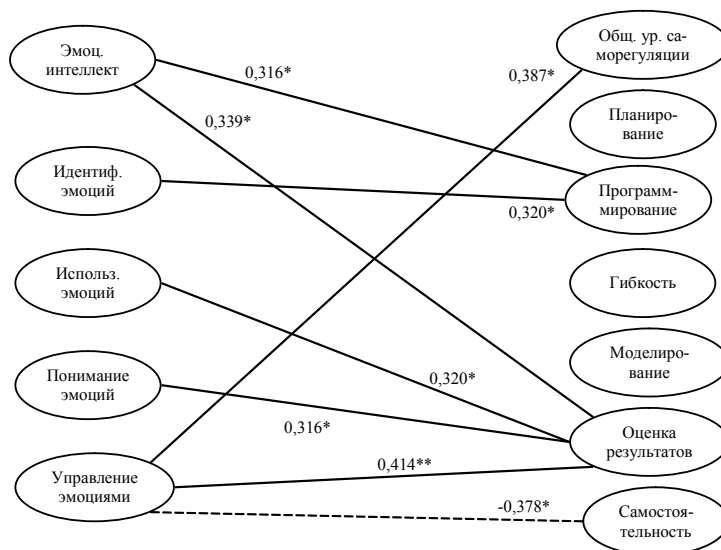 Эмоц.
интеллект
Общ. ур. са-
морегуляции
0,316*
0,387*
0,339*
Планиро-
вание
Идентиф.
эмоций
Программ-
мирование
0,320*
Использ.
эмоций
Гибкость
Моделиро-
вание
0,320*
Понимание
эмоций
0,316*
Оценка
результатов
0,414**
Управление
эмоциями
-0,378*
Самостоя-
тельность